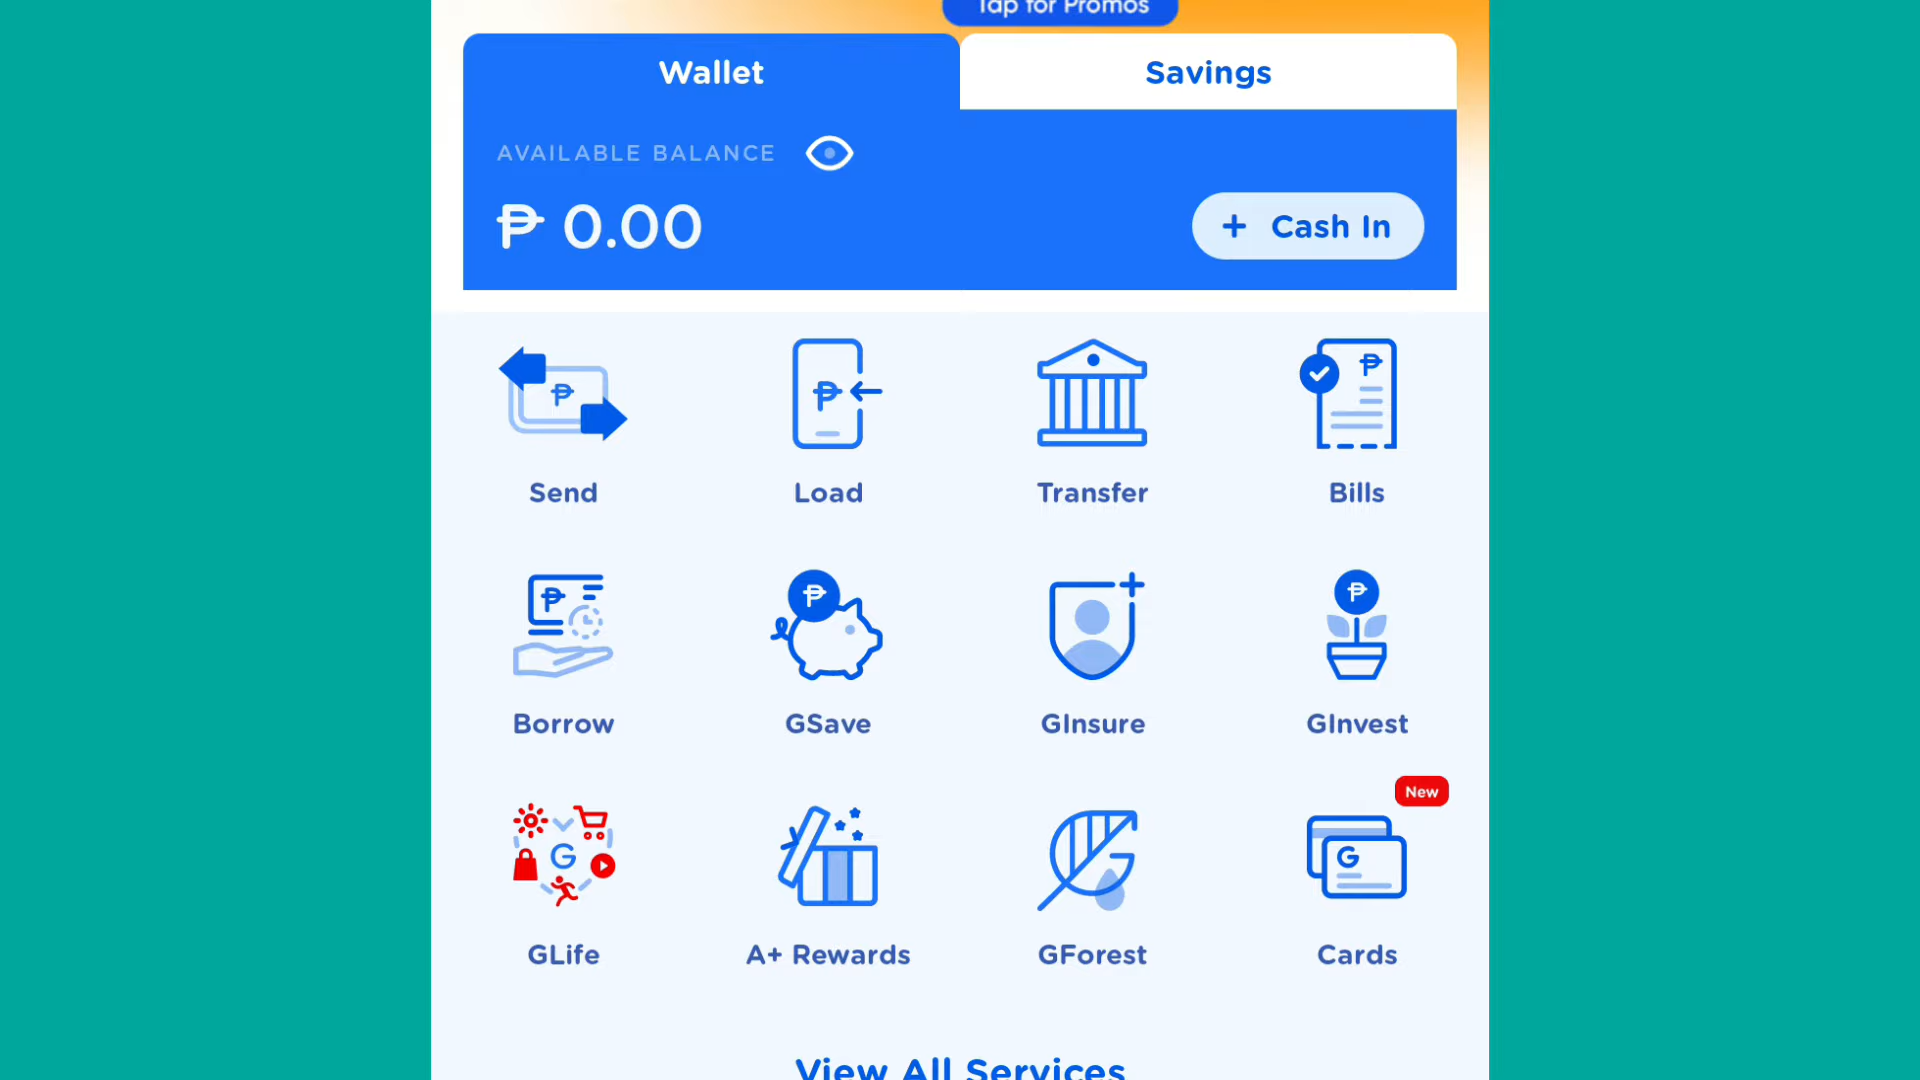 Tap for Promos
Wallet Savings
AVAILABLE BALANCE
₱ 0.00 + Cash In
Send Load Transfer Bills
Borrow GSave GInsure GInvest
New
GLife A+ Rewards GForest Cards
View All Services